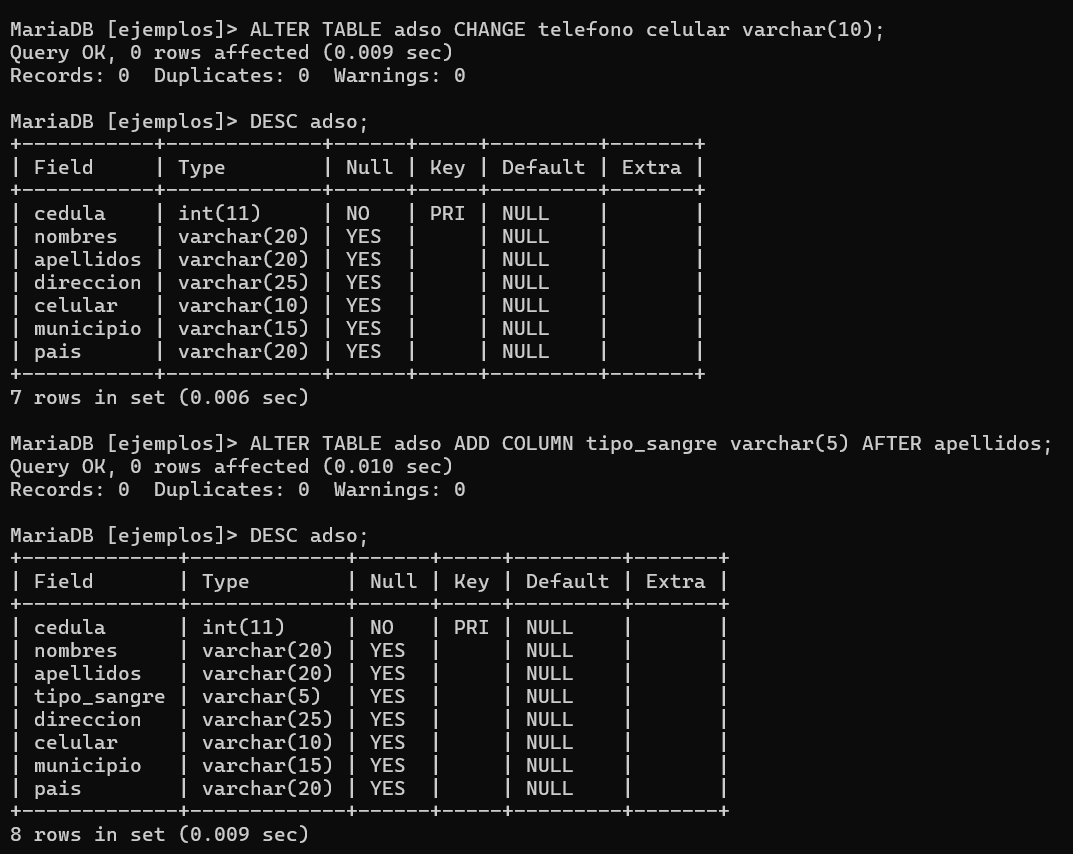 MariaDB [ejemplos]> ALTER TABLE adso CHANGE telefono celular varchar(10);
Query OK, 0 rows affected (0.009 sec)
Records: 0  Duplicates: 0  Warnings: 0

MariaDB [ejemplos]> DESC adso;
+-----------+-------------+------+-----+---------+-------+
| Field     | Type        | Null | Key | Default | Extra |
+-----------+-------------+------+-----+---------+-------+
| cedula    | int(11)     | NO   | PRI | NULL    |       |
| nombres   | varchar(20) | YES  |     | NULL    |       |
| apellidos | varchar(20) | YES  |     | NULL    |       |
| direccion | varchar(25) | YES  |     | NULL    |       |
| celular   | varchar(10) | YES  |     | NULL    |       |
| municipio | varchar(15) | YES  |     | NULL    |       |
| pais      | varchar(20) | YES  |     | NULL    |       |
+-----------+-------------+------+-----+---------+-------+
7 rows in set (0.006 sec)

MariaDB [ejemplos]> ALTER TABLE adso ADD COLUMN tipo_sangre varchar(5) AFTER apellidos;
Query OK, 0 rows affected (0.010 sec)
Records: 0  Duplicates: 0  Warnings: 0

MariaDB [ejemplos]> DESC adso;
+-------------+-------------+------+-----+---------+-------+
| Field       | Type        | Null | Key | Default | Extra |
+-------------+-------------+------+-----+---------+-------+
| cedula      | int(11)     | NO   | PRI | NULL    |       |
| nombres     | varchar(20) | YES  |     | NULL    |       |
| apellidos   | varchar(20) | YES  |     | NULL    |       |
| tipo_sangre | varchar(5)  | YES  |     | NULL    |       |
| direccion   | varchar(25) | YES  |     | NULL    |       |
| celular     | varchar(10) | YES  |     | NULL    |       |
| municipio   | varchar(15) | YES  |     | NULL    |       |
| pais        | varchar(20) | YES  |     | NULL    |       |
+-------------+-------------+------+-----+---------+-------+
8 rows in set (0.009 sec)